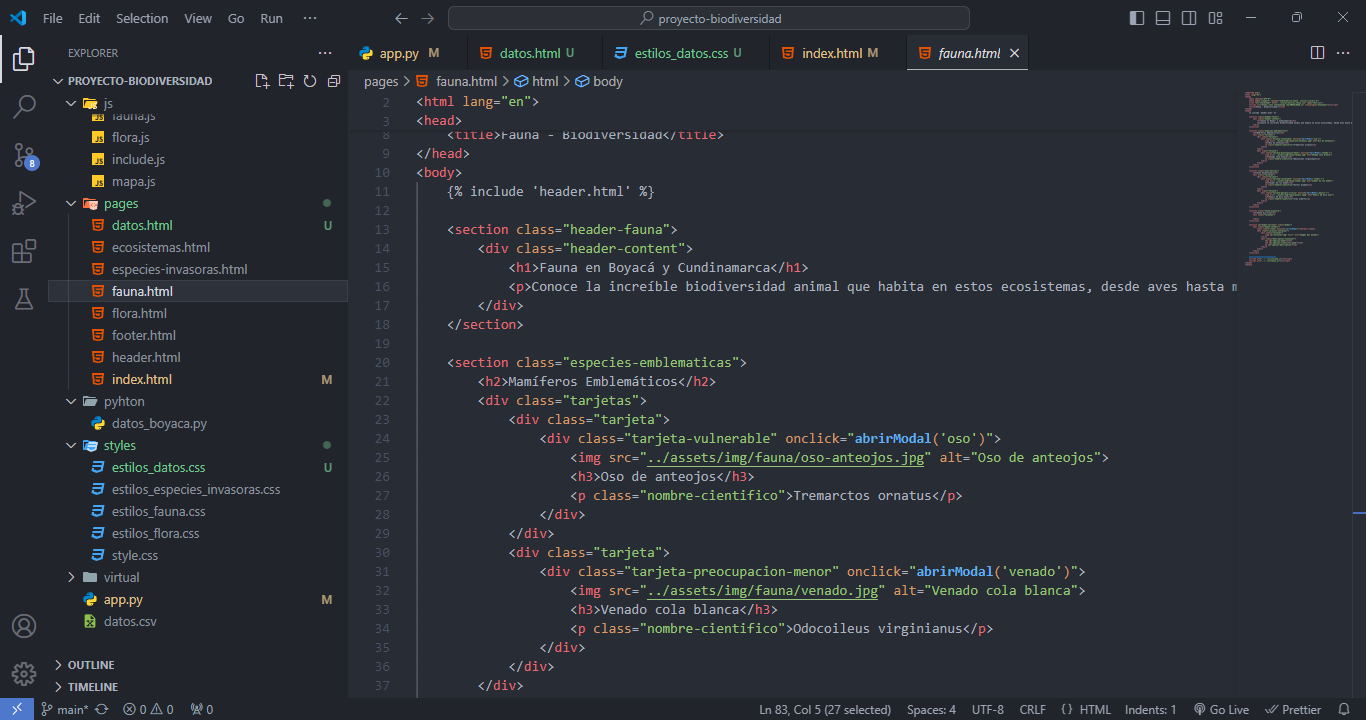 File Edit Selection View Go Run ··· proyecto-biodiversidad
EXPLORER ···
PROYECTO-BIODIVERSIDAD
js
fauna.js
flora.js
include.js
mapa.js
pages
datos.html U
ecosistemas.html
especies-invasoras.html
fauna.html
flora.html
footer.html
header.html
index.html M
pyhton
datos_boyaca.py
styles
estilos_datos.css U
estilos_especies_invasoras.css
estilos_fauna.css
estilos_flora.css
style.css
virtual
app.py M
datos.csv
OUTLINE
TIMELINE
8
app.py M datos.html U estilos_datos.css U index.html M fauna.html
pages > fauna.html > html > body
2 <html lang="en">
3 <head>
8 <title>Fauna - Biodiversidad</title>
9 </head>
10 <body>
11 {% include 'header.html' %}
12
13 <section class="header-fauna">
14 <div class="header-content">
15 <h1>Fauna en Boyacá y Cundinamarca</h1>
16 <p>Conoce la increíble biodiversidad animal que habita en estos ecosistemas, desde aves hasta m
17 </div>
18 </section>
19
20 <section class="especies-emblematicas">
21 <h2>Mamíferos Emblemáticos</h2>
22 <div class="tarjetas">
23 <div class="tarjeta">
24 <div class="tarjeta-vulnerable" onclick="abrirModal('oso')">
25 <img src="../assets/img/fauna/oso-anteojos.jpg" alt="Oso de anteojos">
26 <h3>Oso de anteojos</h3>
27 <p class="nombre-cientifico">Tremarctos ornatus</p>
28 </div>
29 </div>
30 <div class="tarjeta">
31 <div class="tarjeta-preocupacion-menor" onclick="abrirModal('venado')">
32 <img src="../assets/img/fauna/venado.jpg" alt="Venado cola blanca">
33 <h3>Venado cola blanca</h3>
34 <p class="nombre-cientifico">Odocoileus virginianus</p>
35 </div>
36 </div>
37 </div>
main* 0 0 0 Ln 83, Col 5 (27 selected) Spaces: 4 UTF-8 CRLF {} HTML Indents: 1 Go Live Prettier